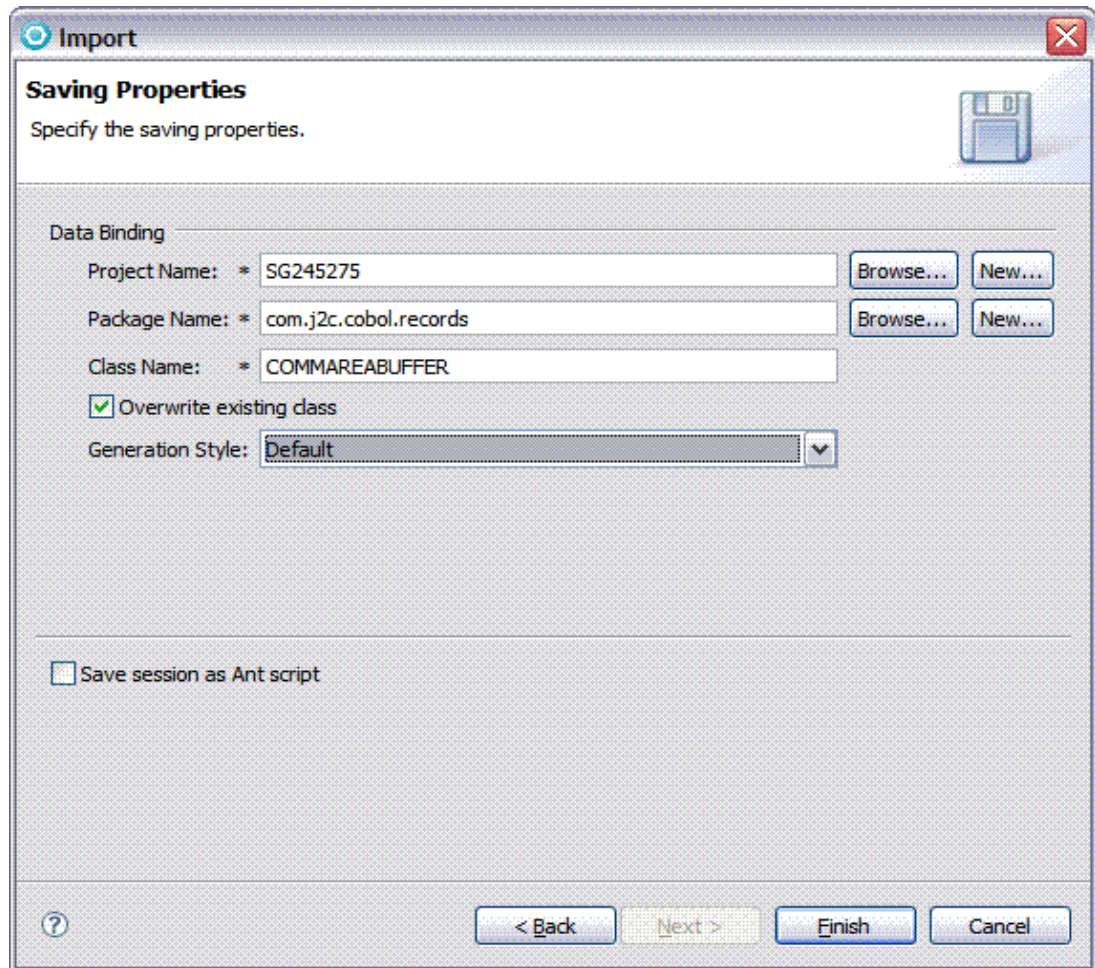 Import
Saving Properties
Specify the saving properties.
Data Binding
Project Name: * SG245275 Browse... New...
Package Name: * com.j2c.cobol.records Browse... New...
Class Name: * COMMAREABUFFER
Overwrite existing class
Generation Style: Default
Save session as Ant script
? < Back Next > Finish Cancel